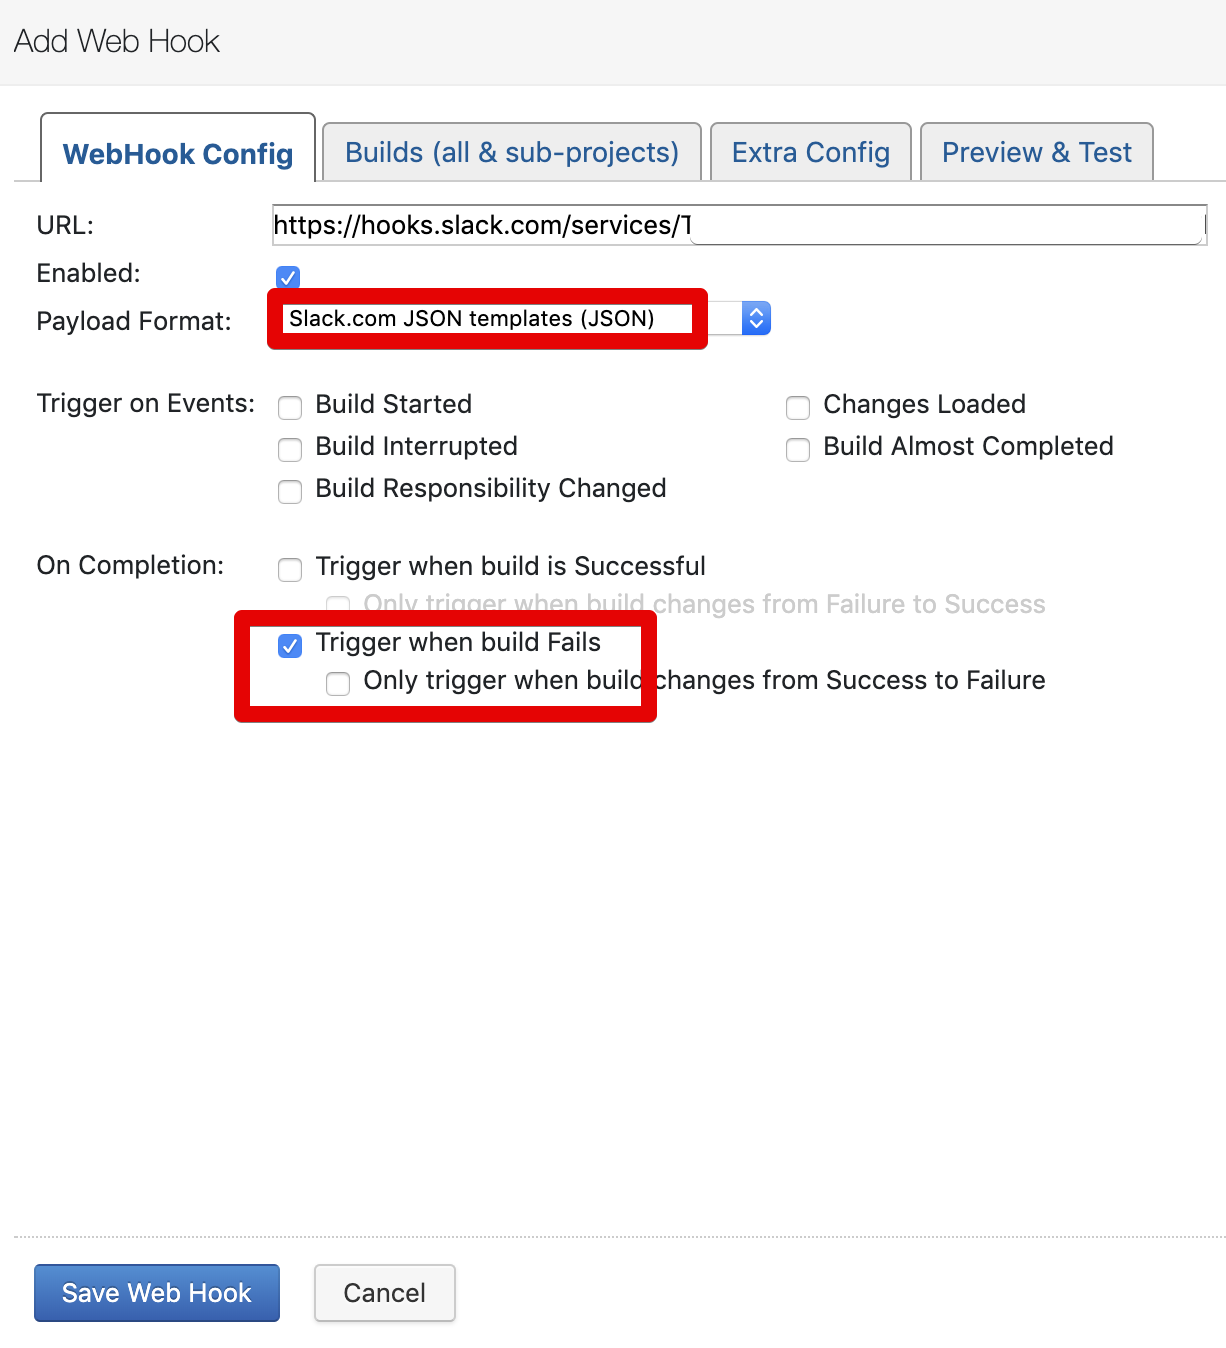 Add Web Hook
WebHook Config Builds (all & sub-projects) Extra Config Preview & Test
URL: https://hooks.slack.com/services/T
Enabled:
Payload Format: Slack.com JSON templates (JSON)
Trigger on Events: Build Started Changes Loaded
Build Interrupted Build Almost Completed
Build Responsibility Changed
On Completion: Trigger when build is Successful
Only trigger when build changes from Failure to Success
Trigger when build Fails
Only trigger when build changes from Success to Failure
Save Web Hook Cancel